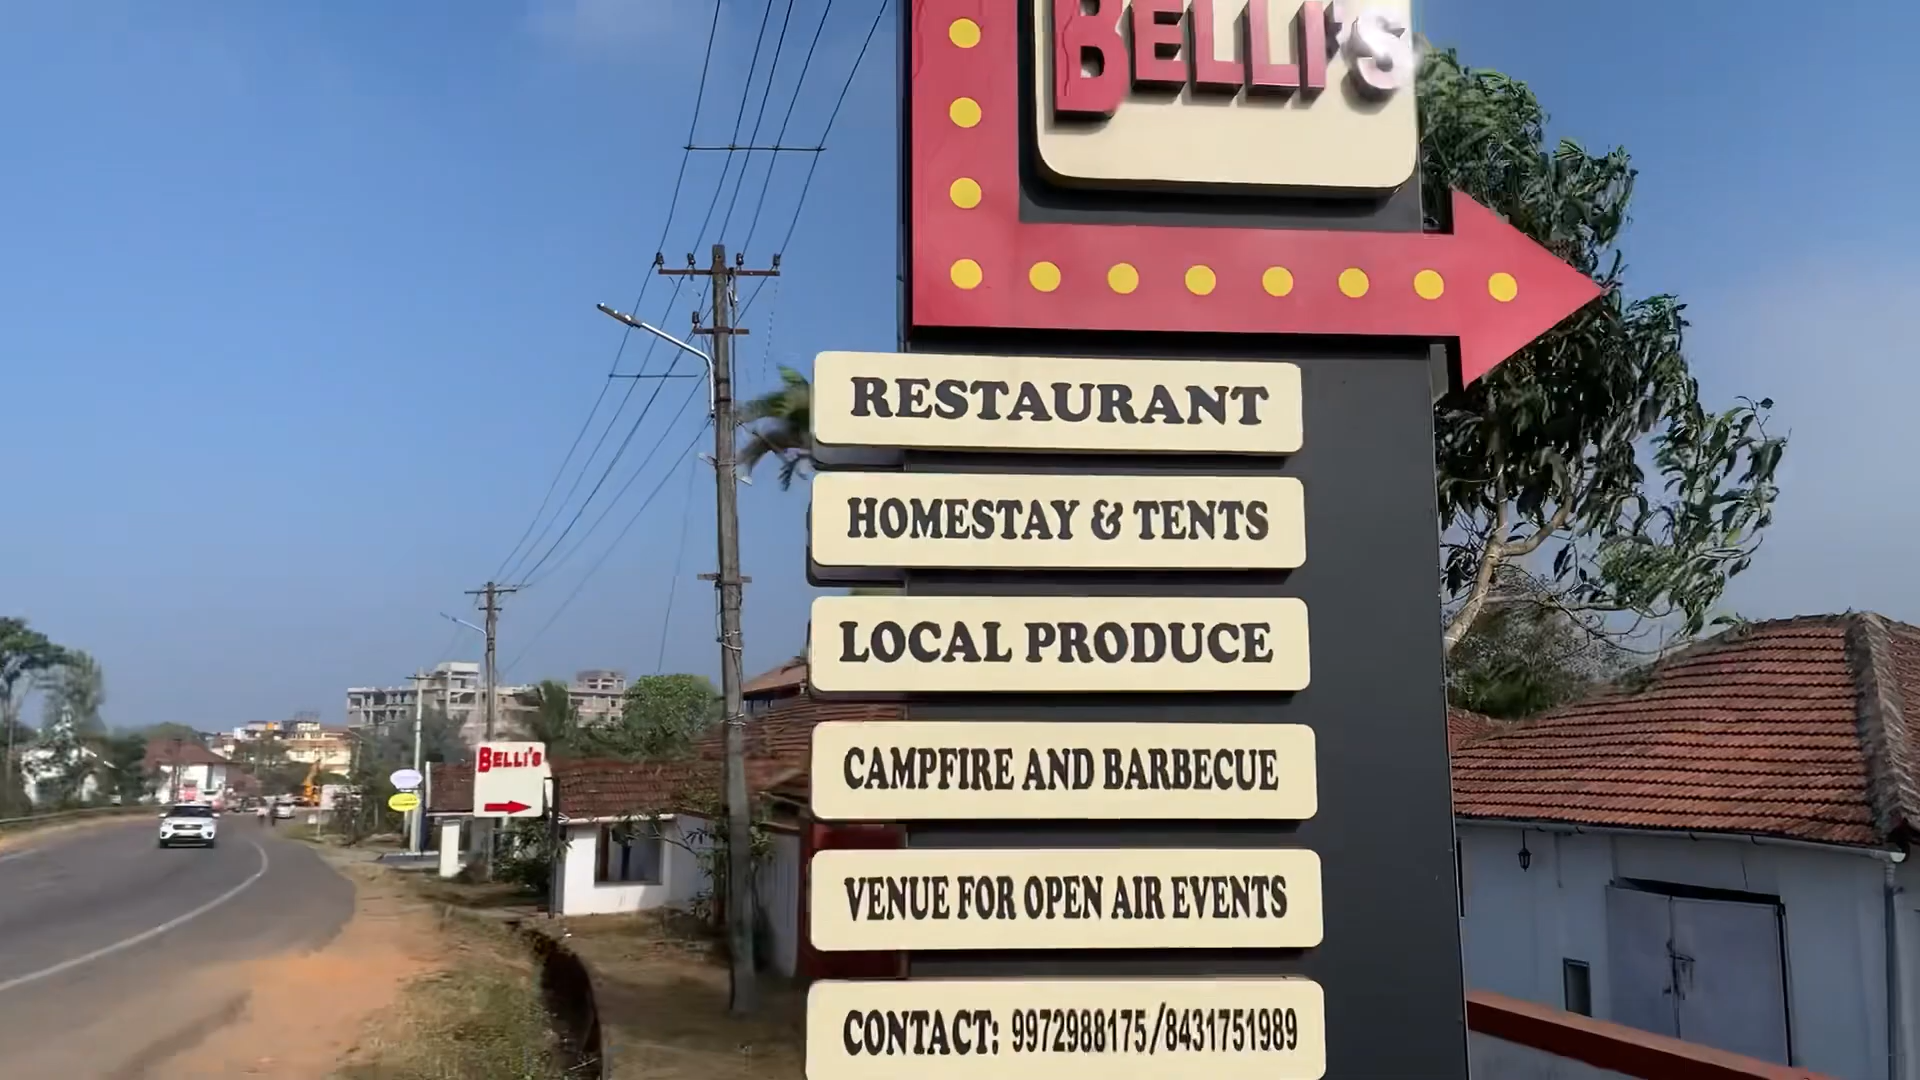 BELLI'S
RESTAURANT
HOMESTAY & TENTS
LOCAL PRODUCE
CAMPFIRE AND BARBECUE
VENUE FOR OPEN AIR EVENTS
CONTACT: 9972988175/8431751989
BELLI'S